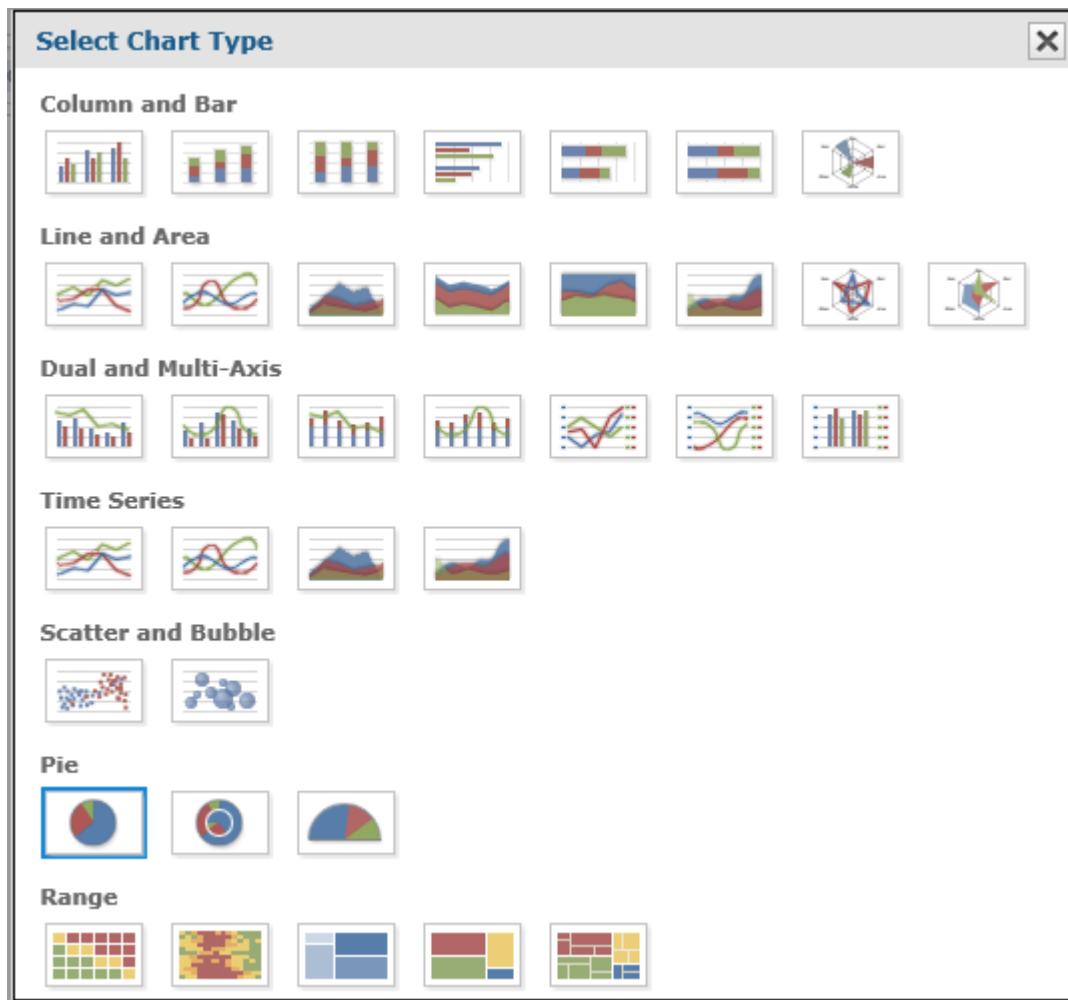 Select Chart Type
Column and Bar
Line and Area
Dual and Multi-Axis
Time Series
Scatter and Bubble
Pie
Range